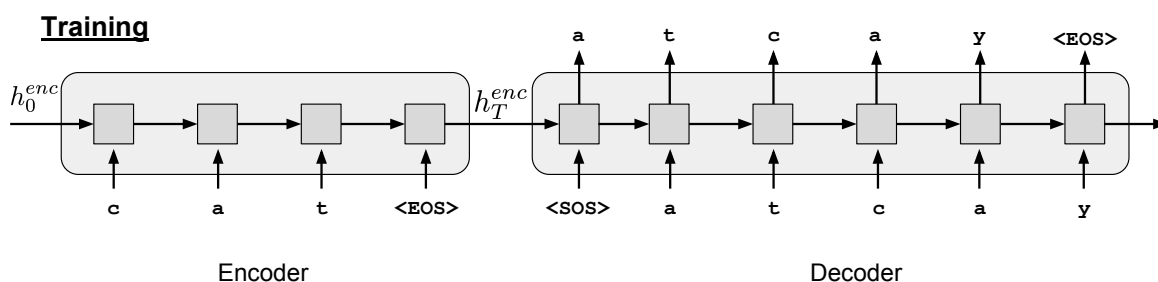 Training
a t c a y <EOS>
h_0^{enc} h_T^{enc}
c a t <EOS> <SOS> a t c a y
Encoder Decoder